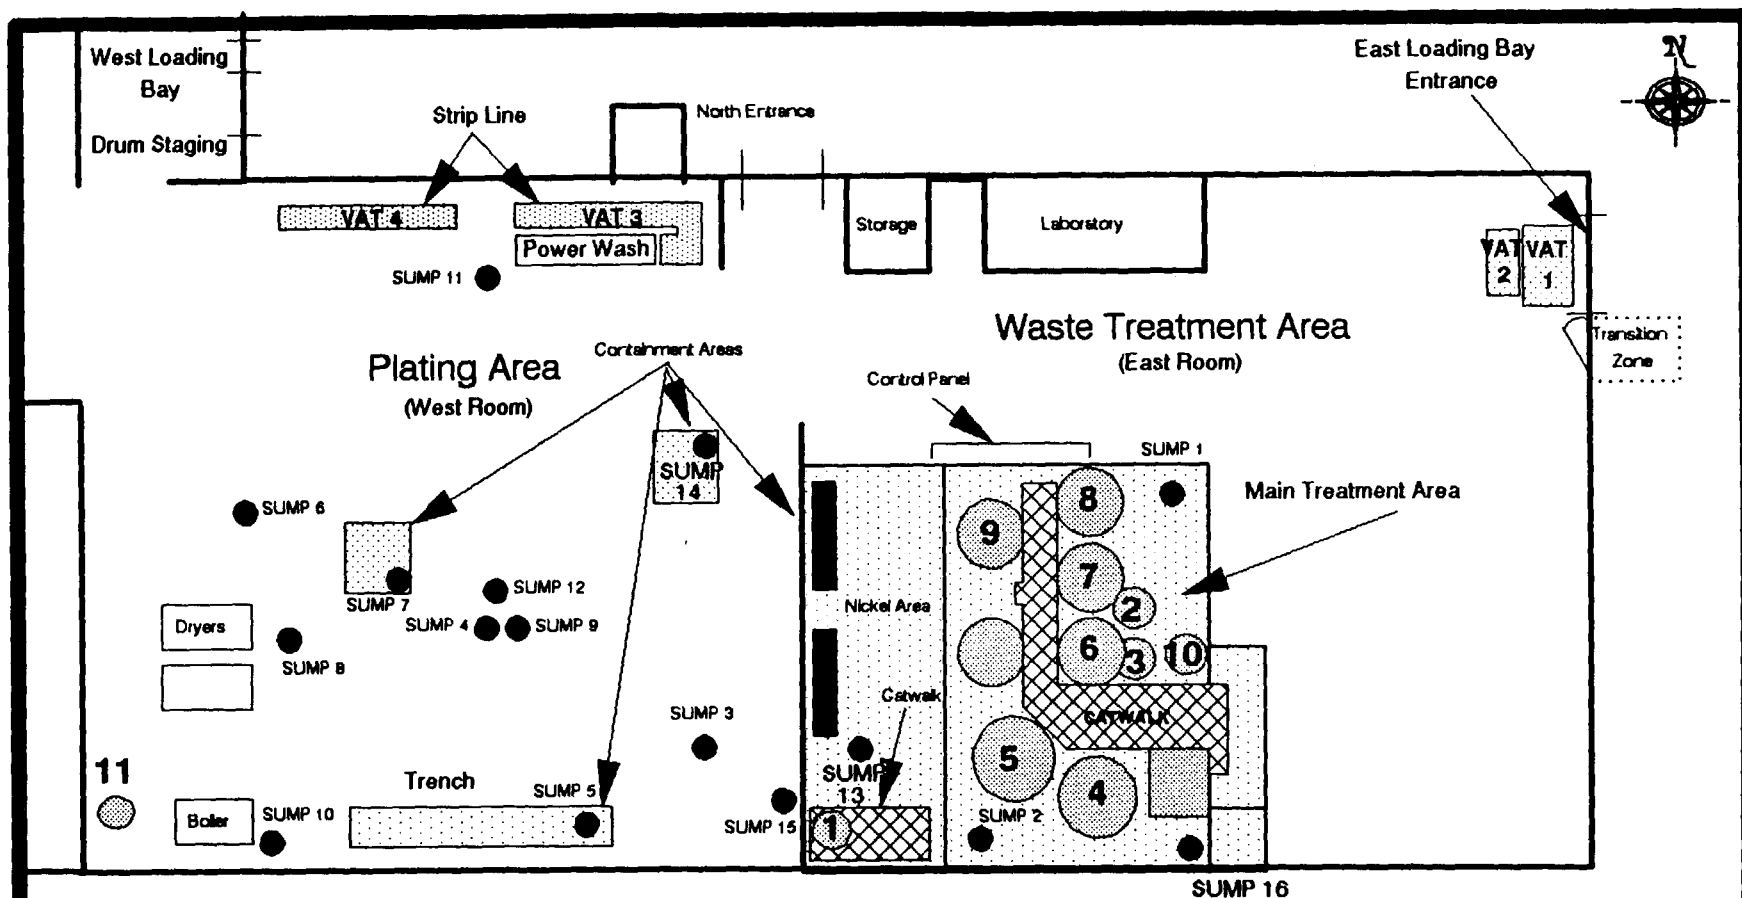 West Loading
Bay
Drum Staging
Strip Line
North Entrance
East Loading Bay
Entrance
N
VAT 4
VAT 3
Power Wash
Storage
Laboratory
VAT
2
VAT
1
SUMP 11
Transition
Zone
Waste Treatment Area
(East Room)
Containment Areas
Plating Area
(West Room)
Control Panel
SUMP 1
SUMP
14
8
Main Treatment Area
SUMP 6
9
7
SUMP 12
SUMP 7
Nickel Area
2
Dryers
SUMP 4
SUMP 9
6
3
10
SUMP 8
Catwalk
SUMP 3
CATWALK
5
11
Trench
SUMP 5
SUMP
13
4
Boiler
SUMP 10
SUMP 15
1
SUMP 2
SUMP 16